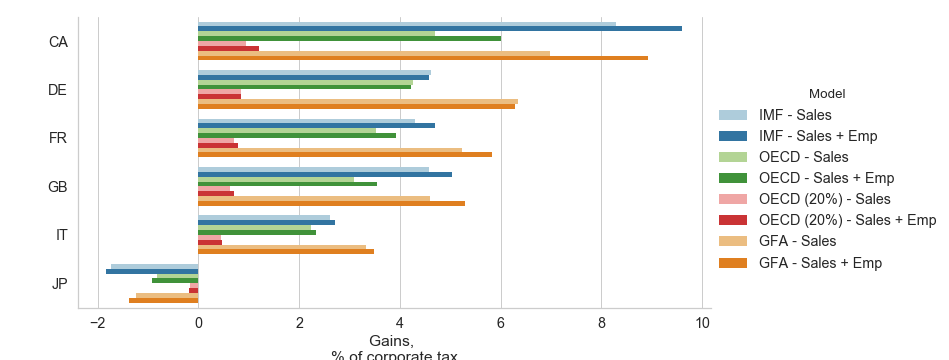 CA
DE
FR
GB
IT
JP
−2
0
2
4
6
8
10
Gains,
% of corporate tax
Model
IMF - Sales
IMF - Sales + Emp
OECD - Sales
OECD - Sales + Emp
OECD (20%) - Sales
OECD (20%) - Sales + Emp
GFA - Sales
GFA - Sales + Emp